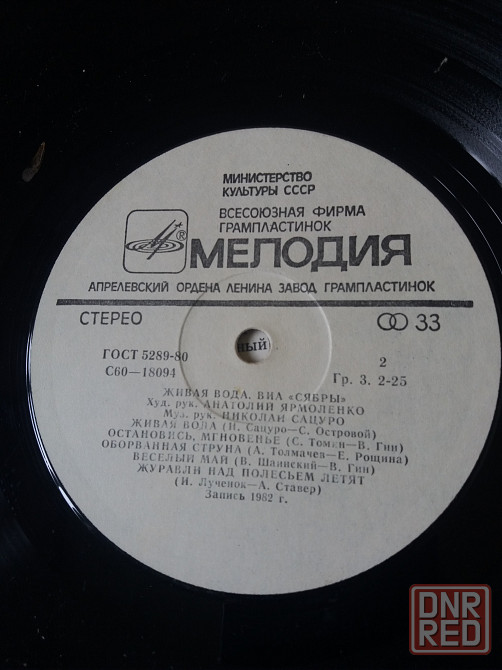 МИНИСТЕРСТВО
КУЛЬТУРЫ СССР
ВСЕСОЮЗНАЯ ФИРМА
ГРАМПЛАСТИНОК
®
МЕЛОДИЯ
АПРЕЛЕВСКИЙ ОРДЕНА ЛЕНИНА ЗАВОД ГРАМПЛАСТИНОК
СТЕРЕО
33
ный
ГОСТ 5289-80
2
С60—18094
Гр. 3. 2-25
ЖИВАЯ ВОДА. ВИА «СЯБРЫ»
Худ. рук. АНАТОЛИЙ ЯРМОЛЕНКО
Муз. рук. НИКОЛАЙ САЦУРО
ЖИВАЯ ВОДА (Н. Сацуро—С. Островой)
ОСТАНОВИСЬ, МГНОВЕНЬЕ (С. Томин—В. Гин)
ОБОРВАННАЯ СТРУНА (А. Толмачев—Е. Рощина)
ВЕСЕЛЫЙ МАЙ (В. Шаинский—В. Гин)
ЖУРАВЛИ НАД ПОЛЕСЬЕМ ЛЕТЯТ
(И. Лученок—А. Ставер)
Запись 1982 г.
DNR
RED